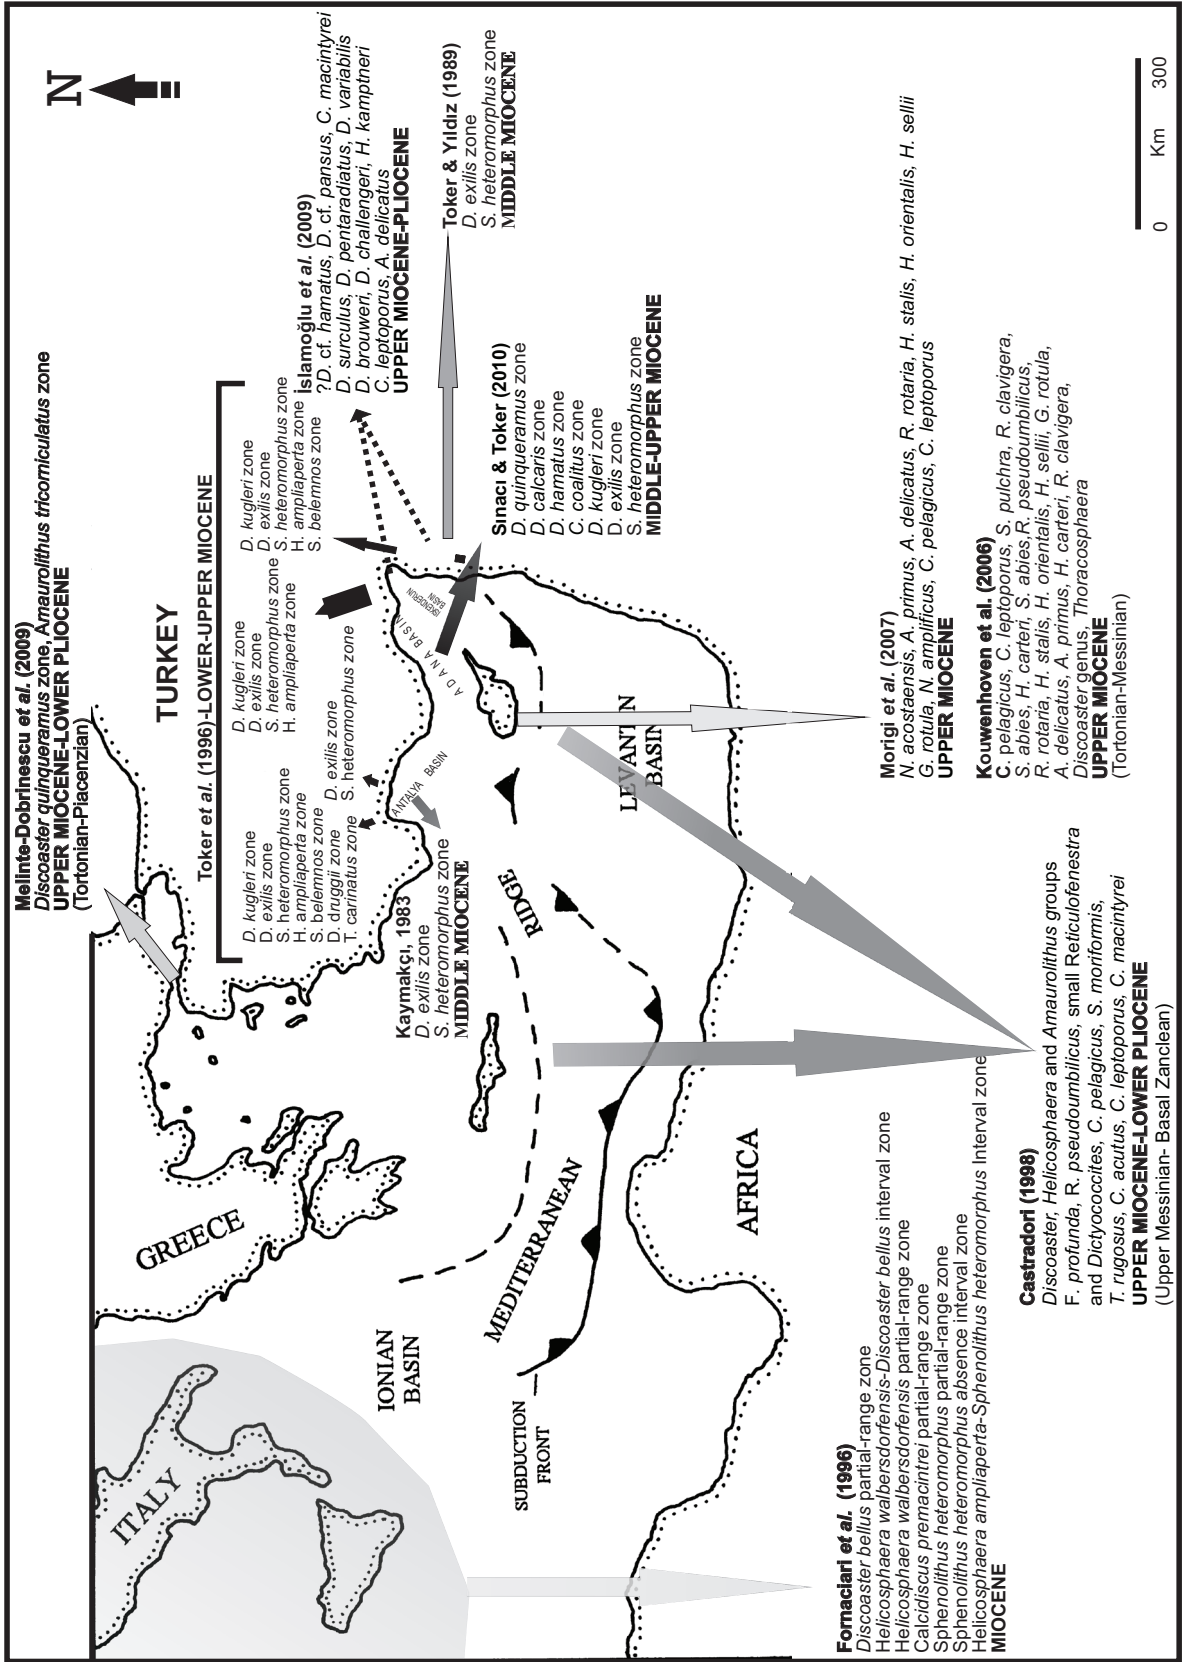 Melinte-Dobrinescu et al. (2009)
Discoaster quinqueramus zone, Amaurolithus tricorniculatus zone
UPPER MIOCENE-LOWER PLIOCENE
(Tortonian-Piacenzian)
N
TURKEY
Toker et al. (1996)-LOWER-UPPER MIOCENE
D. kugleri zone
D. exilis zone
S. heteromorphus zone
H. ampliaperta zone
S. belemnos zone
D. druggii zone
T. carinatus zone
D. exilis zone
S. heteromorphus zone
D. kugleri zone
D. exilis zone
S. heteromorphus zone
H. ampliaperta zone
D. kugleri zone
D. exilis zone
S. heteromorphus zone
H. ampliaperta zone
S. belemnos zone
İslamoğlu et al. (2009)
?D. cf. hamatus, D. cf. pansus, C. macintyrei
D. surculus, D. pentaradiatus, D. variabilis
D. brouweri, D. challengeri, H. kamptneri
C. leptoporus, A. delicatus
UPPER MIOCENE-PLIOCENE
Toker & Yıldız (1989)
D. exilis zone
S. heteromorphus zone
MIDDLE MIOCENE
Kaymakçı, 1983
D. exilis zone
S. heteromorphus zone
MIDDLE MIOCENE
Sınacı & Toker (2010)
D. quinqueramus zone
D. calcaris zone
D. hamatus zone
C. coalitus zone
D. kugleri zone
D. exilis zone
S. heteromorphus zone
MIDDLE-UPPER MIOCENE
ANTALYA BASIN
ADANA BASIN
ISKENDERUN
BASIN
GREECE
ITALY
IONIAN
BASIN
MEDITERRANEAN
RIDGE
LEVANTIN
BASIN
SUBDUCTION
FRONT
AFRICA
Fornaciari et al. (1996)
Discoaster bellus partial-range zone
Helicosphaera walbersdorfensis-Discoaster bellus interval zone
Helicosphaera walbersdorfensis partial-range zone
Calcidiscus premacintrei partial-range zone
Sphenolithus heteromorphus partial-range zone
Sphenolithus heteromorphus absence interval zone
Helicosphaera ampliaperta-Sphenolithus heteromorphus Interval zone
MIOCENE
Castradori (1998)
Discoaster, Helicosphaera and Amaurolithus groups
F. profunda, R. pseudoumbilicus, small Reticulofenestra
and Dictyococcites, C. pelagicus, S. moriformis,
T. rugosus, C. acutus, C. leptoporus, C. macintyrei
UPPER MIOCENE-LOWER PLIOCENE
(Upper Messinian- Basal Zanclean)
Morigi et al. (2007)
N. acostaensis, A. primus, A. delicatus, R. rotaria, H. stalis, H. orientalis, H. sellii
G. rotula, N. amplificus, C. pelagicus, C. leptoporus
UPPER MIOCENE
Kouwenhoven et al. (2006)
C. pelagicus, C. leptoporus, S. pulchra, R. clavigera,
S. abies, H. carteri, S. abies,R. pseudoumbilicus,
R. rotaria, H. stalis, H. orientalis, H. sellii, G. rotula,
A. delicatus, A. primus, H. carteri, R. clavigera,
Discoaster genus, Thoracosphaera
UPPER MIOCENE
(Tortonian-Messinian)
0 Km 300